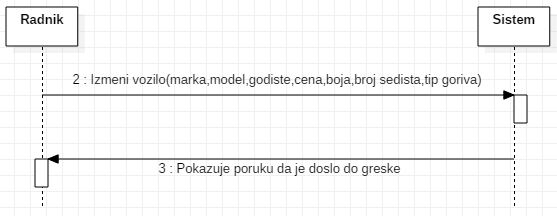 Radnik
Sistem
2 : Izmeni vozilo(marka,model,godiste,cena,boja,broj sedista,tip goriva)
3 : Pokazuje poruku da je doslo do greske